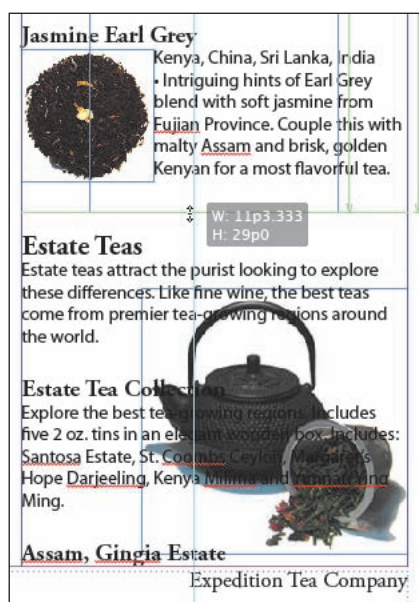 Jasmine Earl Grey
Kenya, China, Sri Lanka, India
• Intriguing hints of Earl Grey
blend with soft jasmine from
Fujian Province. Couple this with
malty Assam and brisk, golden
Kenyan for a most flavorful tea.
W: 11p3.333
H: 29p0
Estate Teas
Estate teas attract the purist looking to explore
these differences. Like fine wine, the best teas
come from premier tea-growing regions around
the world.
Estate Tea Collection
Explore the best tea-growing regions. Includes
five 2 oz. tins in an elegant wooden box. Includes:
Santosa Estate, St. Coombs Ceylon, Margaret's
Hope Darjeeling, Kenya Milima and Yunnan Ying
Ming.
Assam, Gingia Estate
Expedition Tea Company